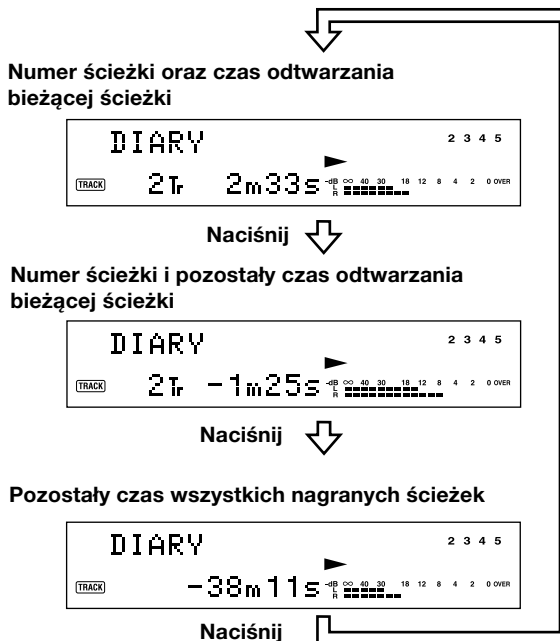 Numer ścieżki oraz czas odtwarzania
bieżącej ścieżki
DIARY
2 3 4 5
TRACK 2Tr 2m33s -dB ∞ 40 30 18 12 8 4 2 0 OVER
L
R
Naciśnij
Numer ścieżki i pozostały czas odtwarzania
bieżącej ścieżki
DIARY
2 3 4 5
TRACK 2Tr -1m25s -dB ∞ 40 30 18 12 8 4 2 0 OVER
L
R
Naciśnij
Pozostały czas wszystkich nagranych ścieżek
DIARY
2 3 4 5
TRACK -38m11s -dB ∞ 40 30 18 12 8 4 2 0 OVER
L
R
Naciśnij